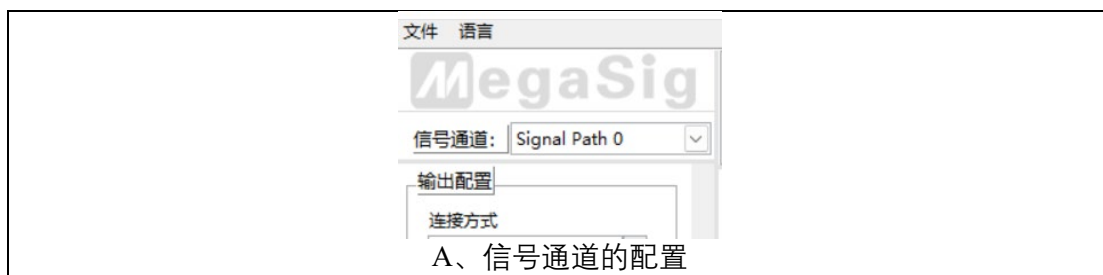 文件 语言
MegaSig
信号通道: Signal Path 0
输出配置
连接方式
A、信号通道的配置